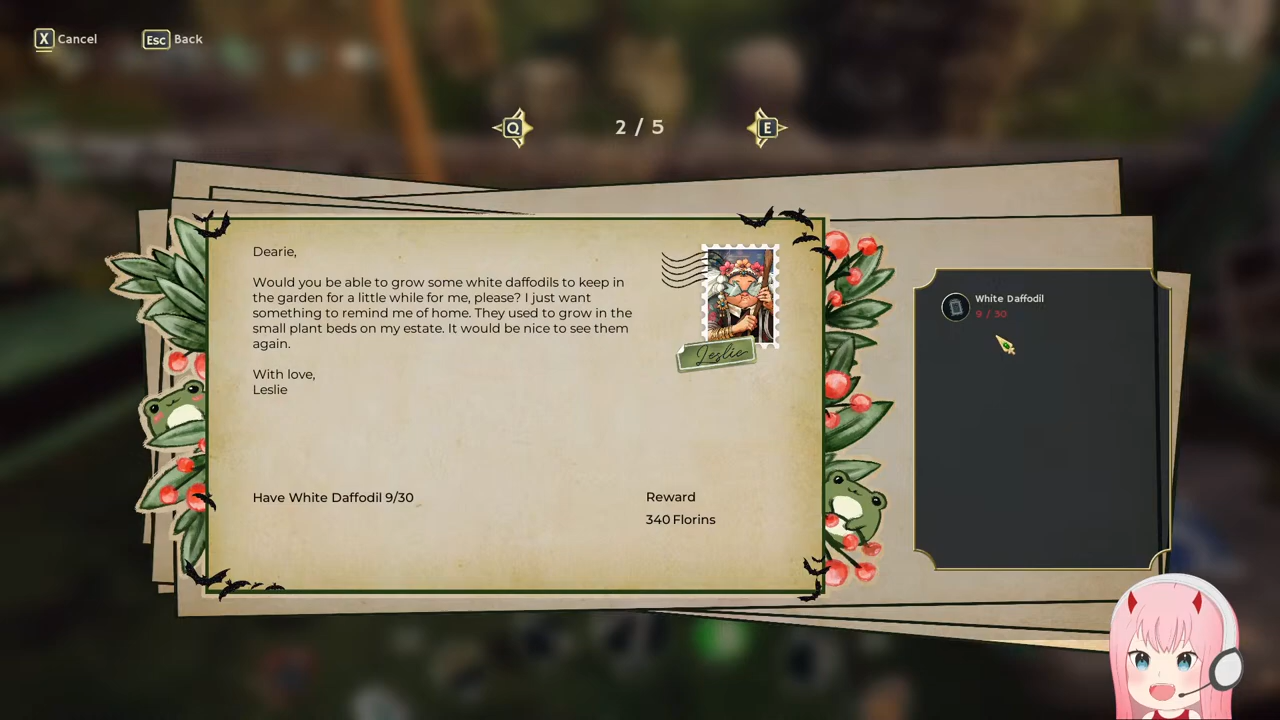 X Cancel
Esc Back
Q 2 / 5 E
Dearie,
Would you be able to grow some white daffodils to keep in
the garden for a little while for me, please? I just want
something to remind me of home. They used to grow in the
small plant beds on my estate. It would be nice to see them
again.
With love,
Leslie
Leslie
White Daffodil
9 / 30
Have White Daffodil 9/30
Reward
340 Florins